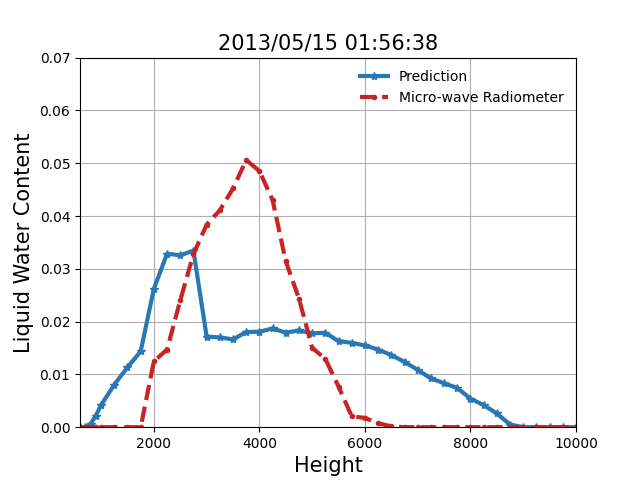 2013/05/15 01:56:38
0.07
0.06
0.05
0.04
0.03
0.02
0.01
0.00
Liquid Water Content
Prediction
Micro-wave Radiometer
2000 4000 6000 8000 10000
Height